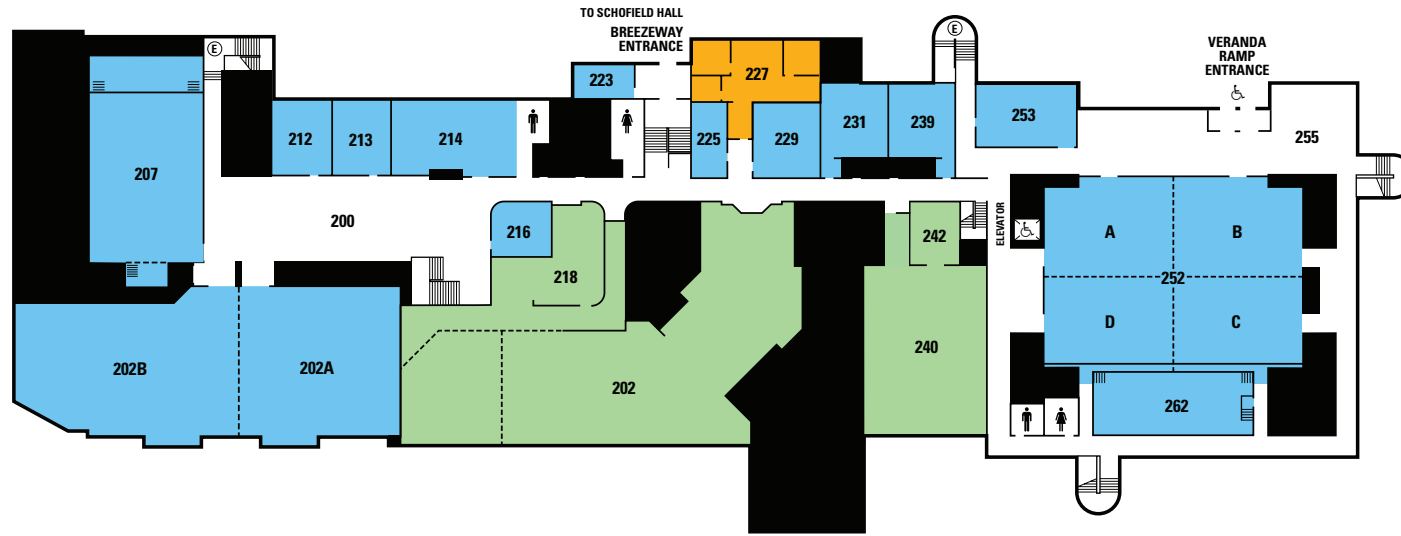 TO SCHOFIELD HALL
BREEZEWAY
ENTRANCE
VERANDA
RAMP
ENTRANCE
E
E
223
227
212
213
214
225
229
231
239
253
255
207
200
216
218
242
ELEVATOR
A
B
252
D
C
202B
202A
202
240
262